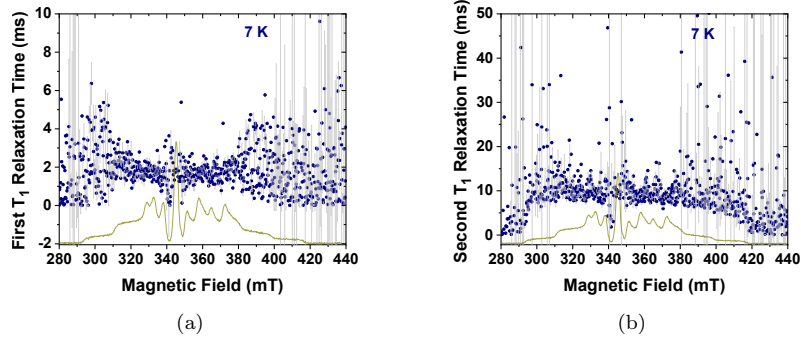 First T₁ Relaxation Time (ms)
10
8
6
4
2
0
-2
7 K
280 300 320 340 360 380 400 420 440
Magnetic Field (mT)
(a)
Second T₁ Relaxation Time (ms)
50
40
30
20
10
0
7 K
280 300 320 340 360 380 400 420 440
Magnetic Field (mT)
(b)